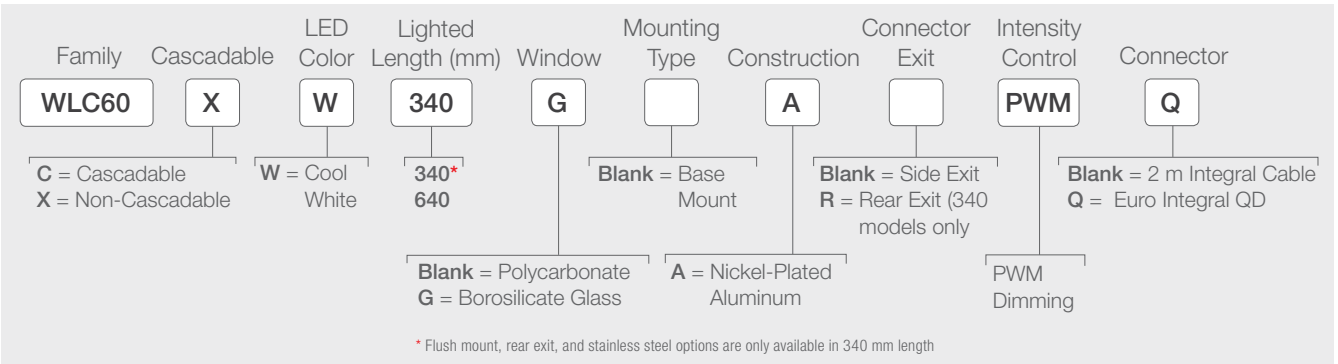 Family
Cascadable
LED
Color
Lighted
Length (mm)
Window
Mounting
Type
Construction
Connector
Exit
Intensity
Control
Connector
WLC60
X
W
340
G
A
PWM
Q
C = Cascadable
X = Non-Cascadable
W = Cool
White
340*
640
Blank = Base
Mount
Blank = Side Exit
R = Rear Exit (340
models only
Blank = 2 m Integral Cable
Q = Euro Integral QD
Blank = Polycarbonate
G = Borosilicate Glass
A = Nickel-Plated
Aluminum
PWM
Dimming
* Flush mount, rear exit, and stainless steel options are only available in 340 mm length